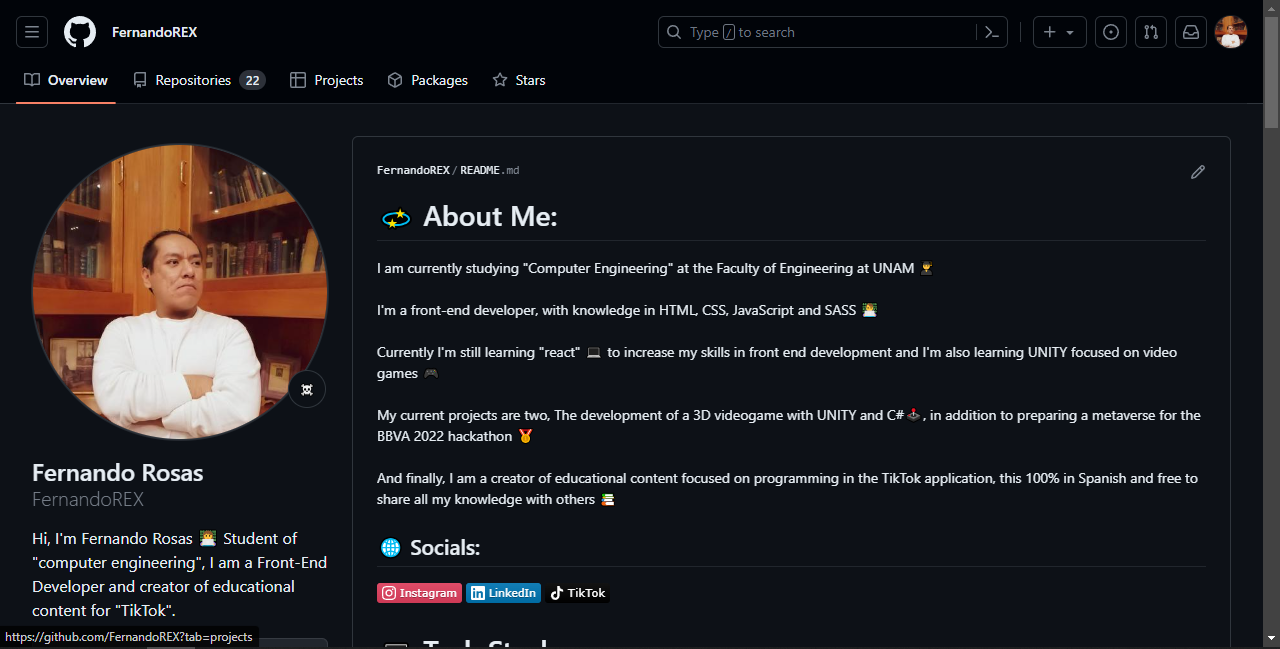 FernandoREX
Type / to search
Overview
Repositories 22
Projects
Packages
Stars
Fernando Rosas
FernandoREX
Hi, I'm Fernando Rosas 👨‍💻 Student of
"computer engineering", I am a Front-End
Developer and creator of educational
content for "TikTok".
FernandoREX/README.md
💫 About Me:
I am currently studying "Computer Engineering" at the Faculty of Engineering at UNAM 👨‍🎓
I'm a front-end developer, with knowledge in HTML, CSS, JavaScript and SASS 👨‍💻
Currently I'm still learning "react" 💻 to increase my skills in front end development and I'm also learning UNITY focused on video
games 🎮
My current projects are two, The development of a 3D videogame with UNITY and C#🕹️, in addition to preparing a metaverse for the
BBVA 2022 hackathon 🏅
And finally, I am a creator of educational content focused on programming in the TikTok application, this 100% in Spanish and free to
share all my knowledge with others 📚
🌐 Socials:
Instagram LinkedIn TikTok
https://github.com/FernandoREX?tab=projects